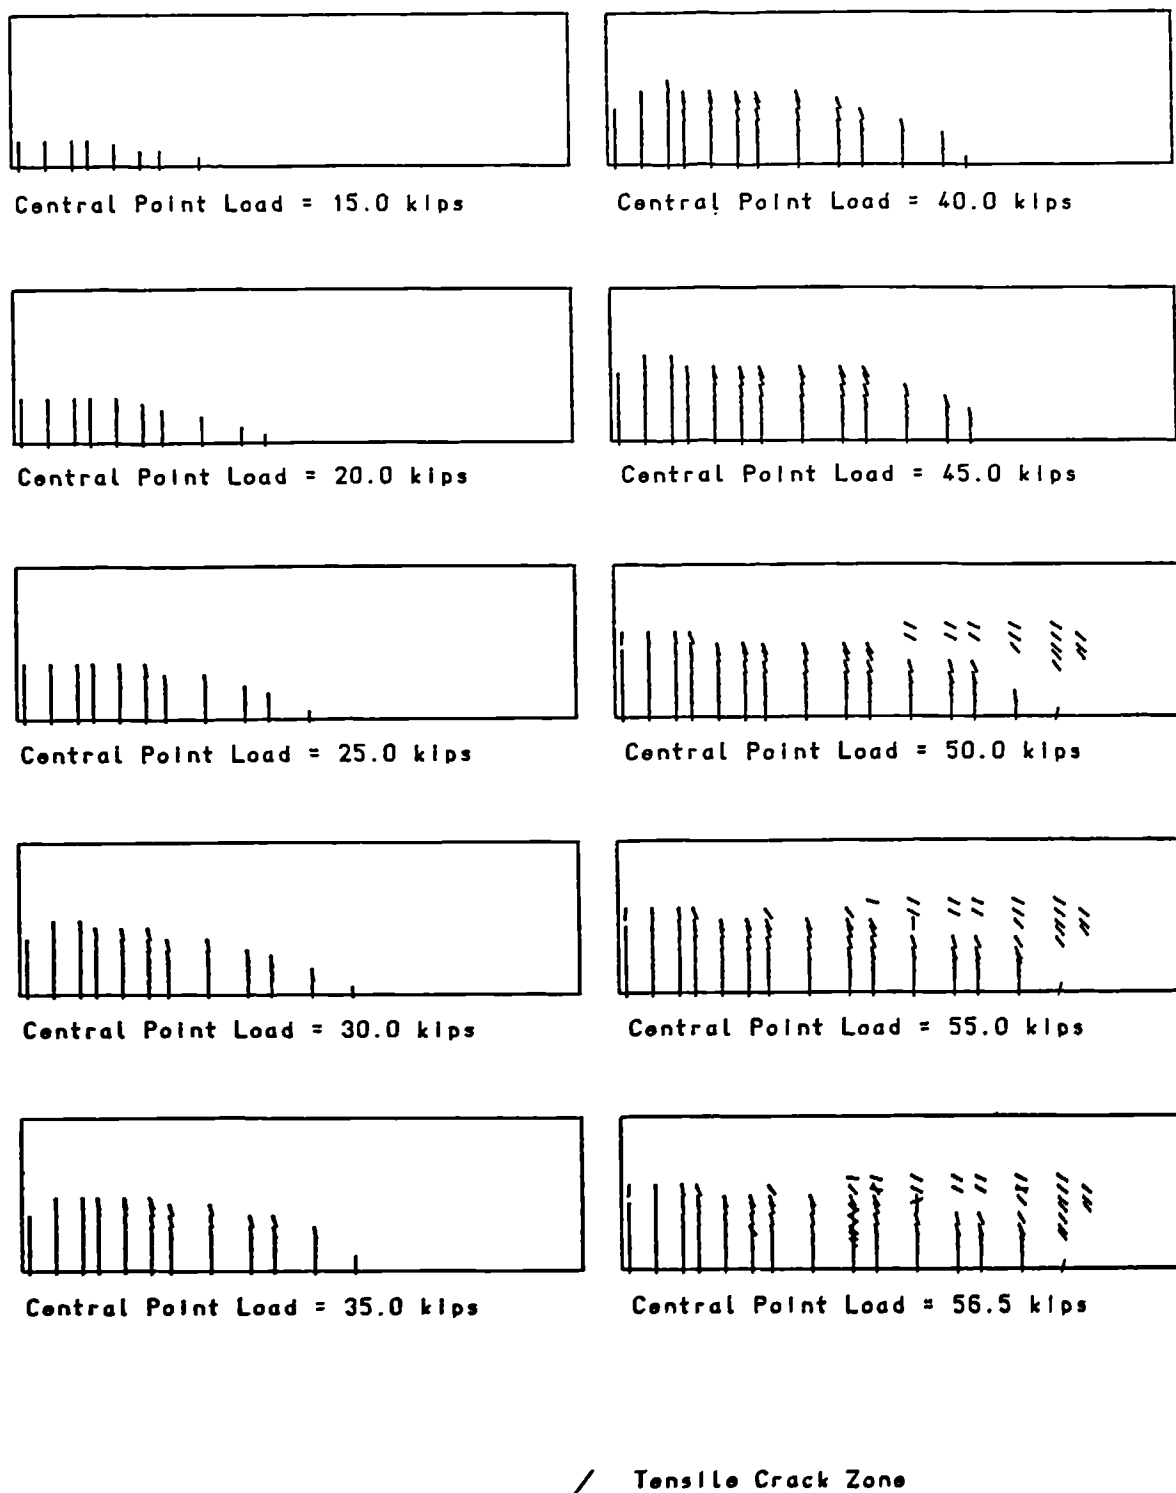 Central Point Load = 15.0 kips
Central Point Load = 20.0 kips
Central Point Load = 25.0 kips
Central Point Load = 30.0 kips
Central Point Load = 35.0 kips
Central Point Load = 40.0 kips
Central Point Load = 45.0 kips
Central Point Load = 50.0 kips
Central Point Load = 55.0 kips
Central Point Load = 56.5 kips
Tensile Crack Zone